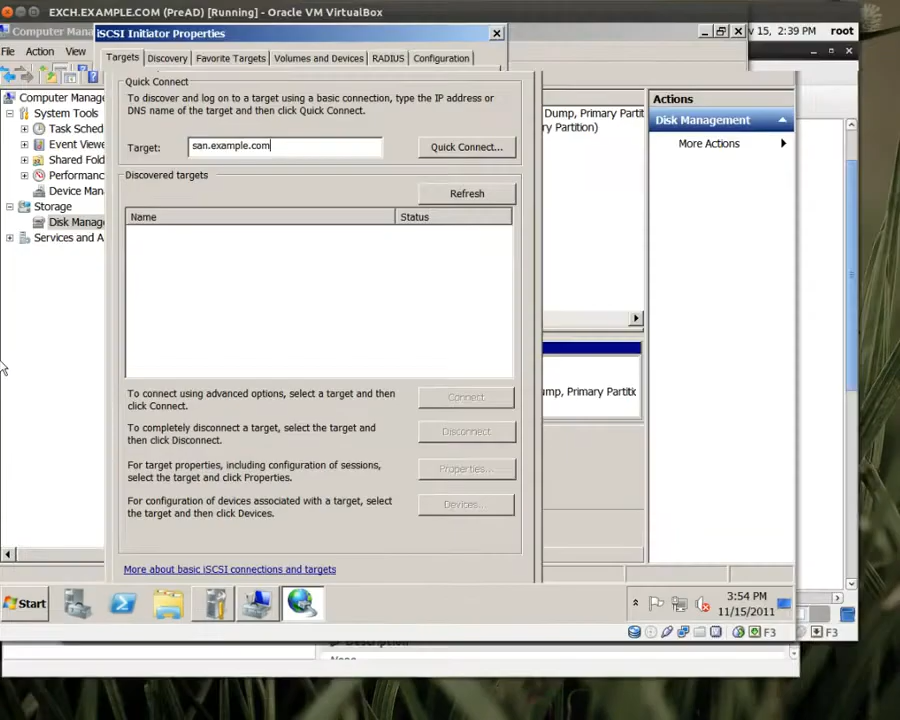 EXCH.EXAMPLE.COM (PreAD) [Running] - Oracle VM VirtualBox
Computer Mana
iSCSI Initiator Properties
v 15, 2:39 PM
root
File Action View
Targets Discovery Favorite Targets Volumes and Devices RADIUS Configuration
Quick Connect
To discover and log on to a target using a basic connection, type the IP address or
DNS name of the target and then click Quick Connect.
Target:
san.example.com
Quick Connect...
Discovered targets
Refresh
Name
Status
To connect using advanced options, select a target and then
click Connect.
Connect
To completely disconnect a target, select the target and
then click Disconnect.
Disconnect
For target properties, including configuration of sessions,
select the target and click Properties.
Properties...
For configuration of devices associated with a target, select
the target and then click Devices.
Devices...
More about basic iSCSI connections and targets
Computer Manag
System Tools
Task Sched
Event Viewe
Shared Fold
Performanc
Device Man
Storage
Disk Manag
Services and A
Dump, Primary Partit
ry Partition)
ump, Primary Partitic
Actions
Disk Management
More Actions
Start
3:54 PM
11/15/2011
F3
F3
None